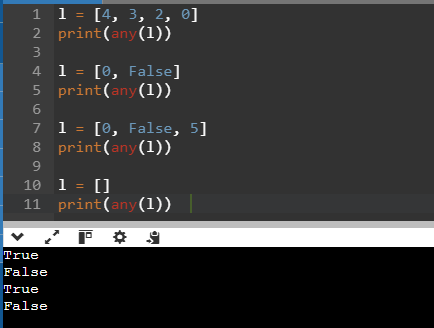 1 l = [4, 3, 2, 0]
2 print(any(l))
3
4 l = [0, False]
5 print(any(l))
6
7 l = [0, False, 5]
8 print(any(l))
9
10 l = []
11 print(any(l))
True
False
True
False